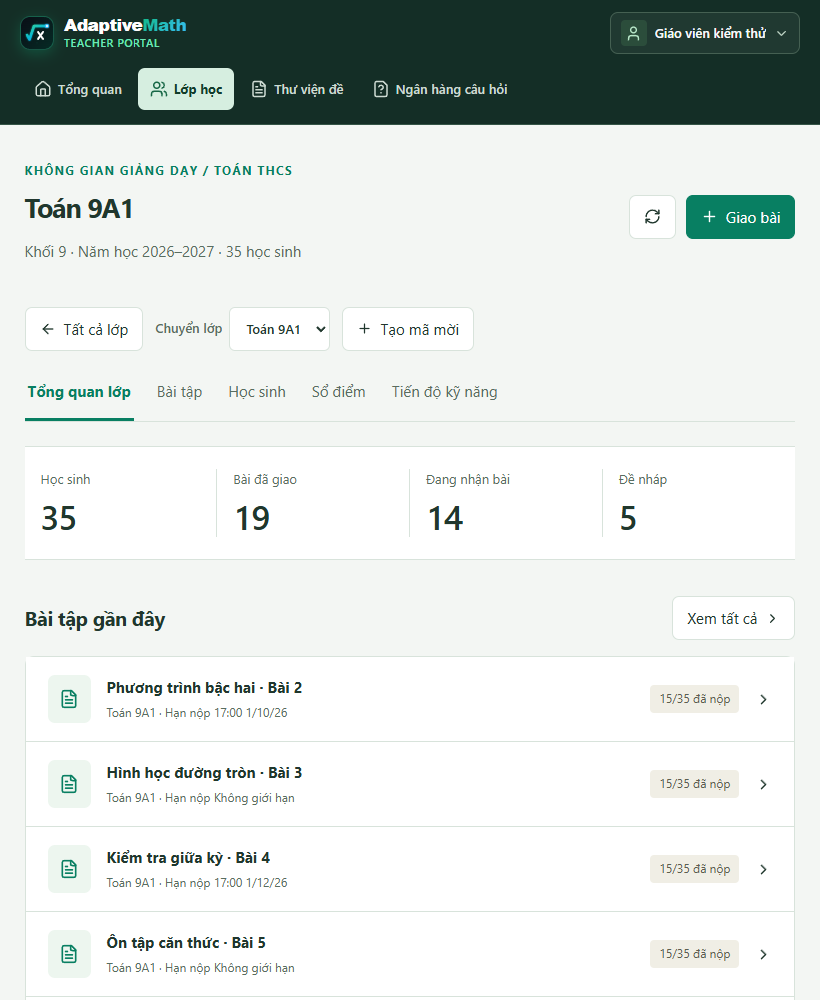 AdaptiveMath
TEACHER PORTAL
Giáo viên kiểm thử
Tổng quan
Lớp học
Thư viện đề
Ngân hàng câu hỏi
KHÔNG GIAN GIẢNG DẠY / TOÁN THCS
Toán 9A1
Khối 9 · Năm học 2026–2027 · 35 học sinh
Giao bài
Tất cả lớp
Chuyển lớp
Toán 9A1
Tạo mã mời
Tổng quan lớp
Bài tập
Học sinh
Sổ điểm
Tiến độ kỹ năng
Học sinh
35
Bài đã giao
19
Đang nhận bài
14
Đề nháp
5
Bài tập gần đây
Xem tất cả
Phương trình bậc hai · Bài 2
Toán 9A1 · Hạn nộp 17:00 1/10/26
15/35 đã nộp
Hình học đường tròn · Bài 3
Toán 9A1 · Hạn nộp Không giới hạn
15/35 đã nộp
Kiểm tra giữa kỳ · Bài 4
Toán 9A1 · Hạn nộp 17:00 1/12/26
15/35 đã nộp
Ôn tập căn thức · Bài 5
Toán 9A1 · Hạn nộp Không giới hạn
15/35 đã nộp